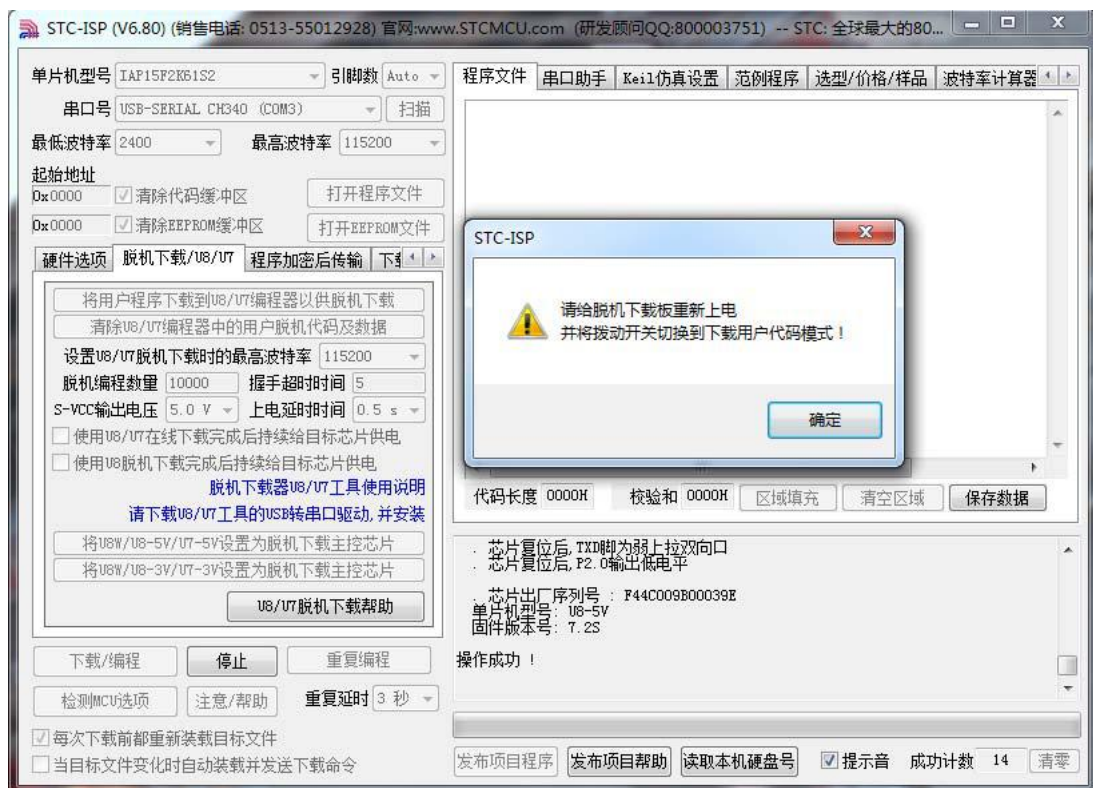 STC-ISP (V6.80) (销售电话: 0513-55012928) 官网:www.STCMCU.com (研发顾问QQ:800003751) -- STC: 全球最大的80...
单片机型号 IAP15F2K61S2 引脚数 Auto
串口号 USB-SERIAL CH340 (COM3) 扫描
最低波特率 2400 最高波特率 115200
起始地址
0x0000 清除代码缓冲区 打开程序文件
0x0000 清除EEPROM缓冲区 打开EEPROM文件
硬件选项 脱机下载/U8/U7 程序加密后传输
将用户程序下载到U8/U7编程器以供脱机下载
清除U8/U7编程器中的用户脱机代码及数据
设置U8/U7脱机下载时的最高波特率 115200
脱机编程数量 10000 握手超时时间 5
S-VCC输出电压 5.0 V 上电延时时间 0.5 s
使用U8/U7在线下载完成后持续给目标芯片供电
使用U8脱机下载完成后持续给目标芯片供电
脱机下载器U8/U7工具使用说明
请下载U8/U7工具的USB转串口驱动,并安装
将U8W/U8-5V/U7-5V设置为脱机下载主控芯片
将U8W/U8-3V/U7-3V设置为脱机下载主控芯片
U8/U7脱机下载帮助
下载/编程 停止 重复编程
检测MCU选项 注意/帮助 重复延时 3 秒
每次下载前都重新装载目标文件
当目标文件变化时自动装载并发送下载命令
程序文件 串口助手 Keil仿真设置 范例程序 选型/价格/样品 波特率计算器
STC-ISP
请给脱机下载板重新上电
并将拨动开关切换到下载用户代码模式！
确定
代码长度 0000H 校验和 0000H 区域填充 清空区域 保存数据
. 芯片复位后,TXD脚为弱上拉双向口
. 芯片复位后,P2.0输出低电平
. 芯片出厂序列号 : F44C009B00039E
单片机型号: U8-5V
固件版本号: 7.2S
操作成功 !
发布项目程序 发布项目帮助 读取本机硬盘号 提示音 成功计数 14 清零